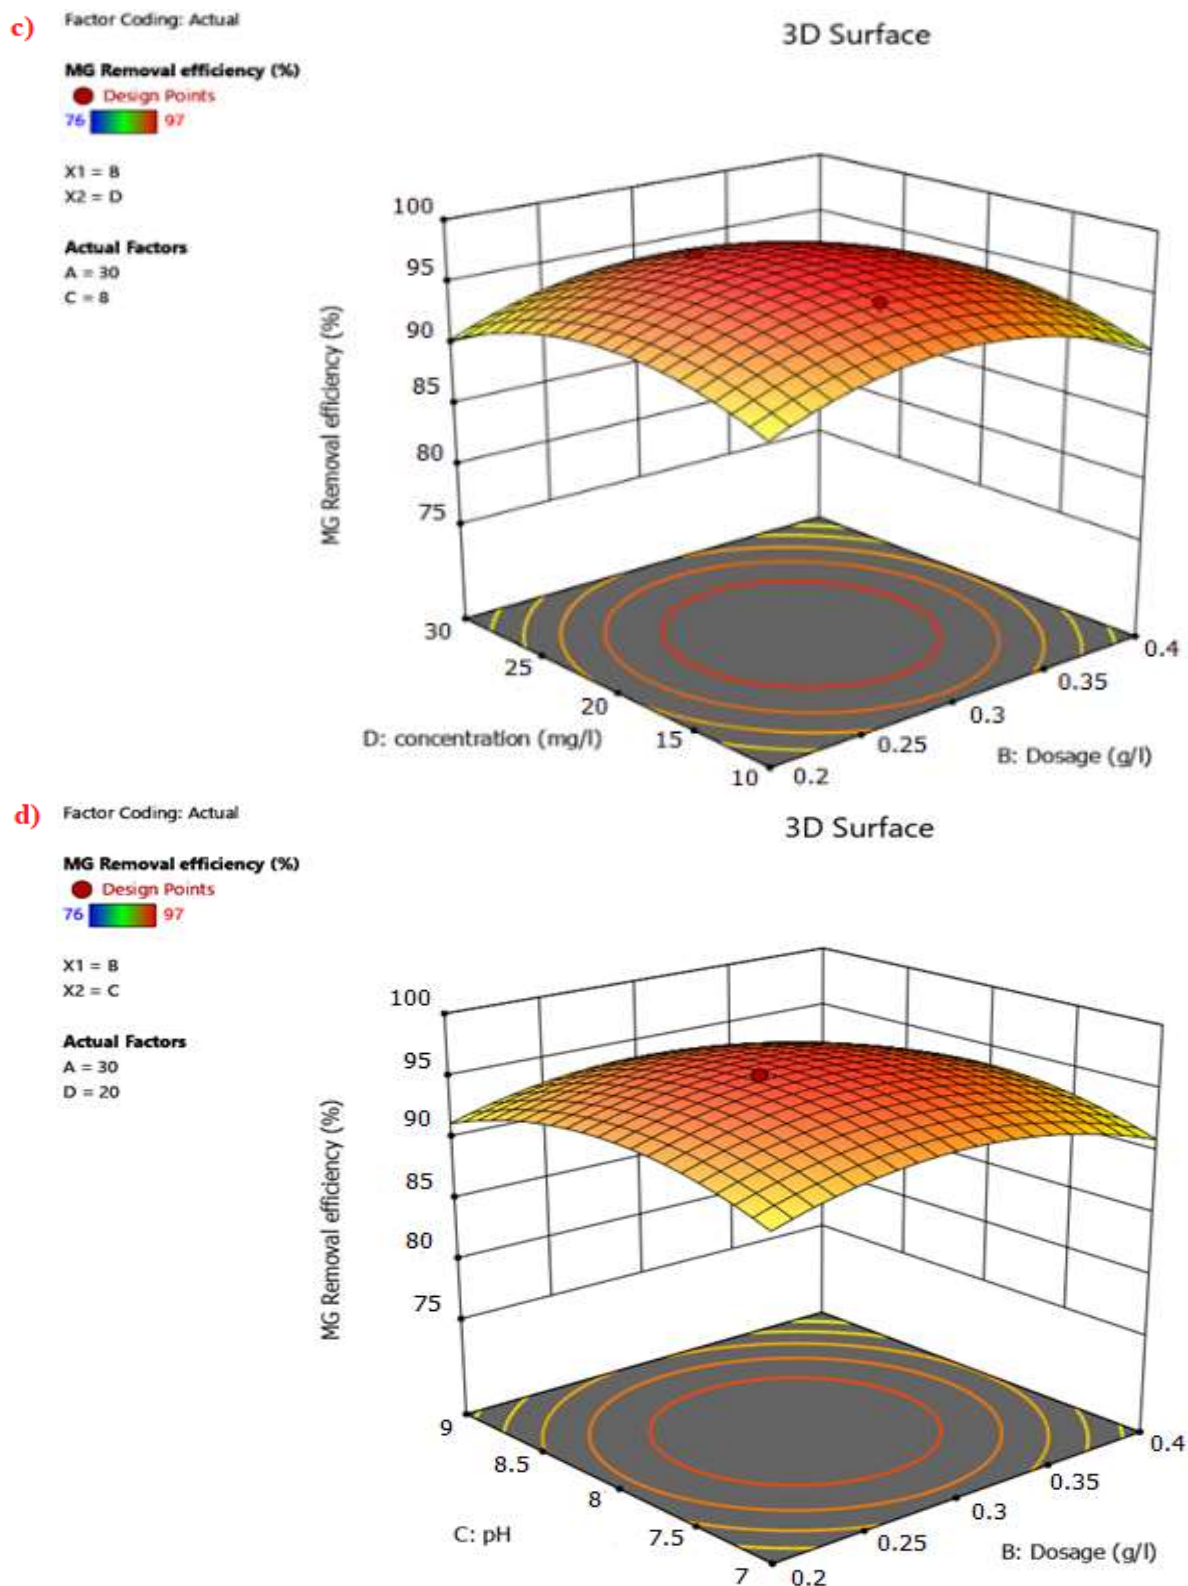 c)
Factor Coding: Actual
3D Surface
MG Removal efficiency (%)
Design Points
76 97
X1 = B
X2 = D
Actual Factors
A = 30
C = 8
100
95
90
85
80
75
MG Removal efficiency (%)
30
25
20
15
10
D: concentration (mg/l)
0.2
0.25
0.3
0.35
0.4
B: Dosage (g/l)
d)
Factor Coding: Actual
3D Surface
MG Removal efficiency (%)
Design Points
76 97
X1 = B
X2 = C
Actual Factors
A = 30
D = 20
100
95
90
85
80
75
MG Removal efficiency (%)
9
8.5
8
7.5
7
C: pH
0.2
0.25
0.3
0.35
0.4
B: Dosage (g/l)